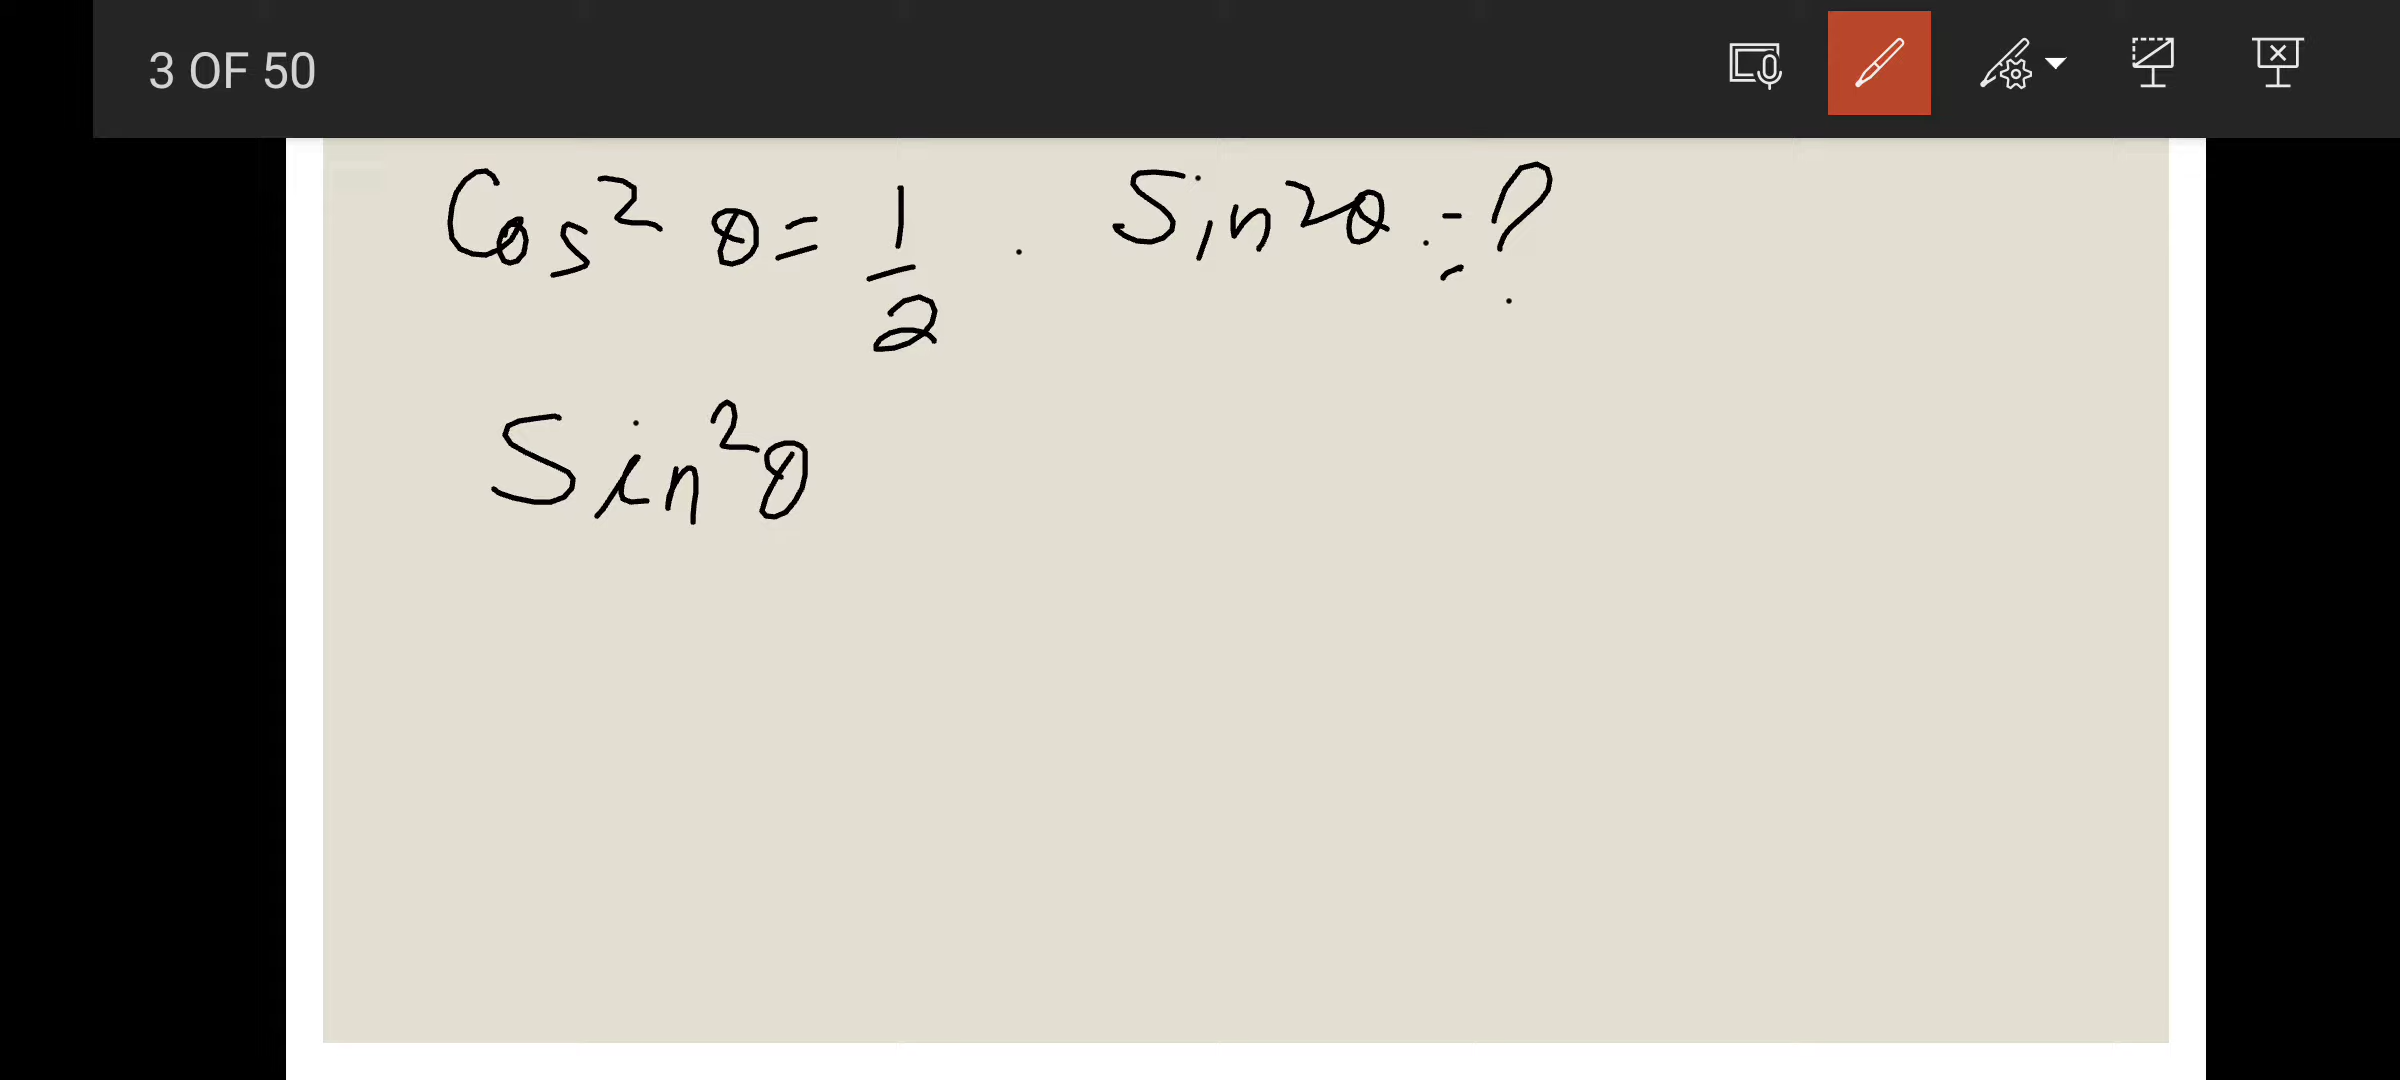 3 OF 50
Cos² θ = 1/2 . Sin²θ = ?
Sin²θ